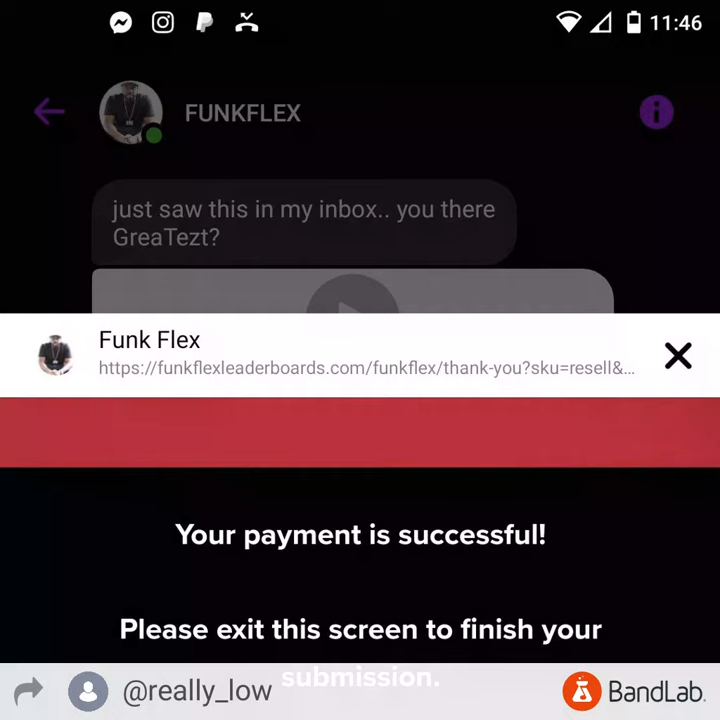 11:46
FUNKFLEX
just saw this in my inbox.. you there
GreaTezt?
Funk Flex
https://funkflexleaderboards.com/funkflex/thank-you?sku=resell&...
Your payment is successful!
Please exit this screen to finish your
submission.
@really_low
BandLab.